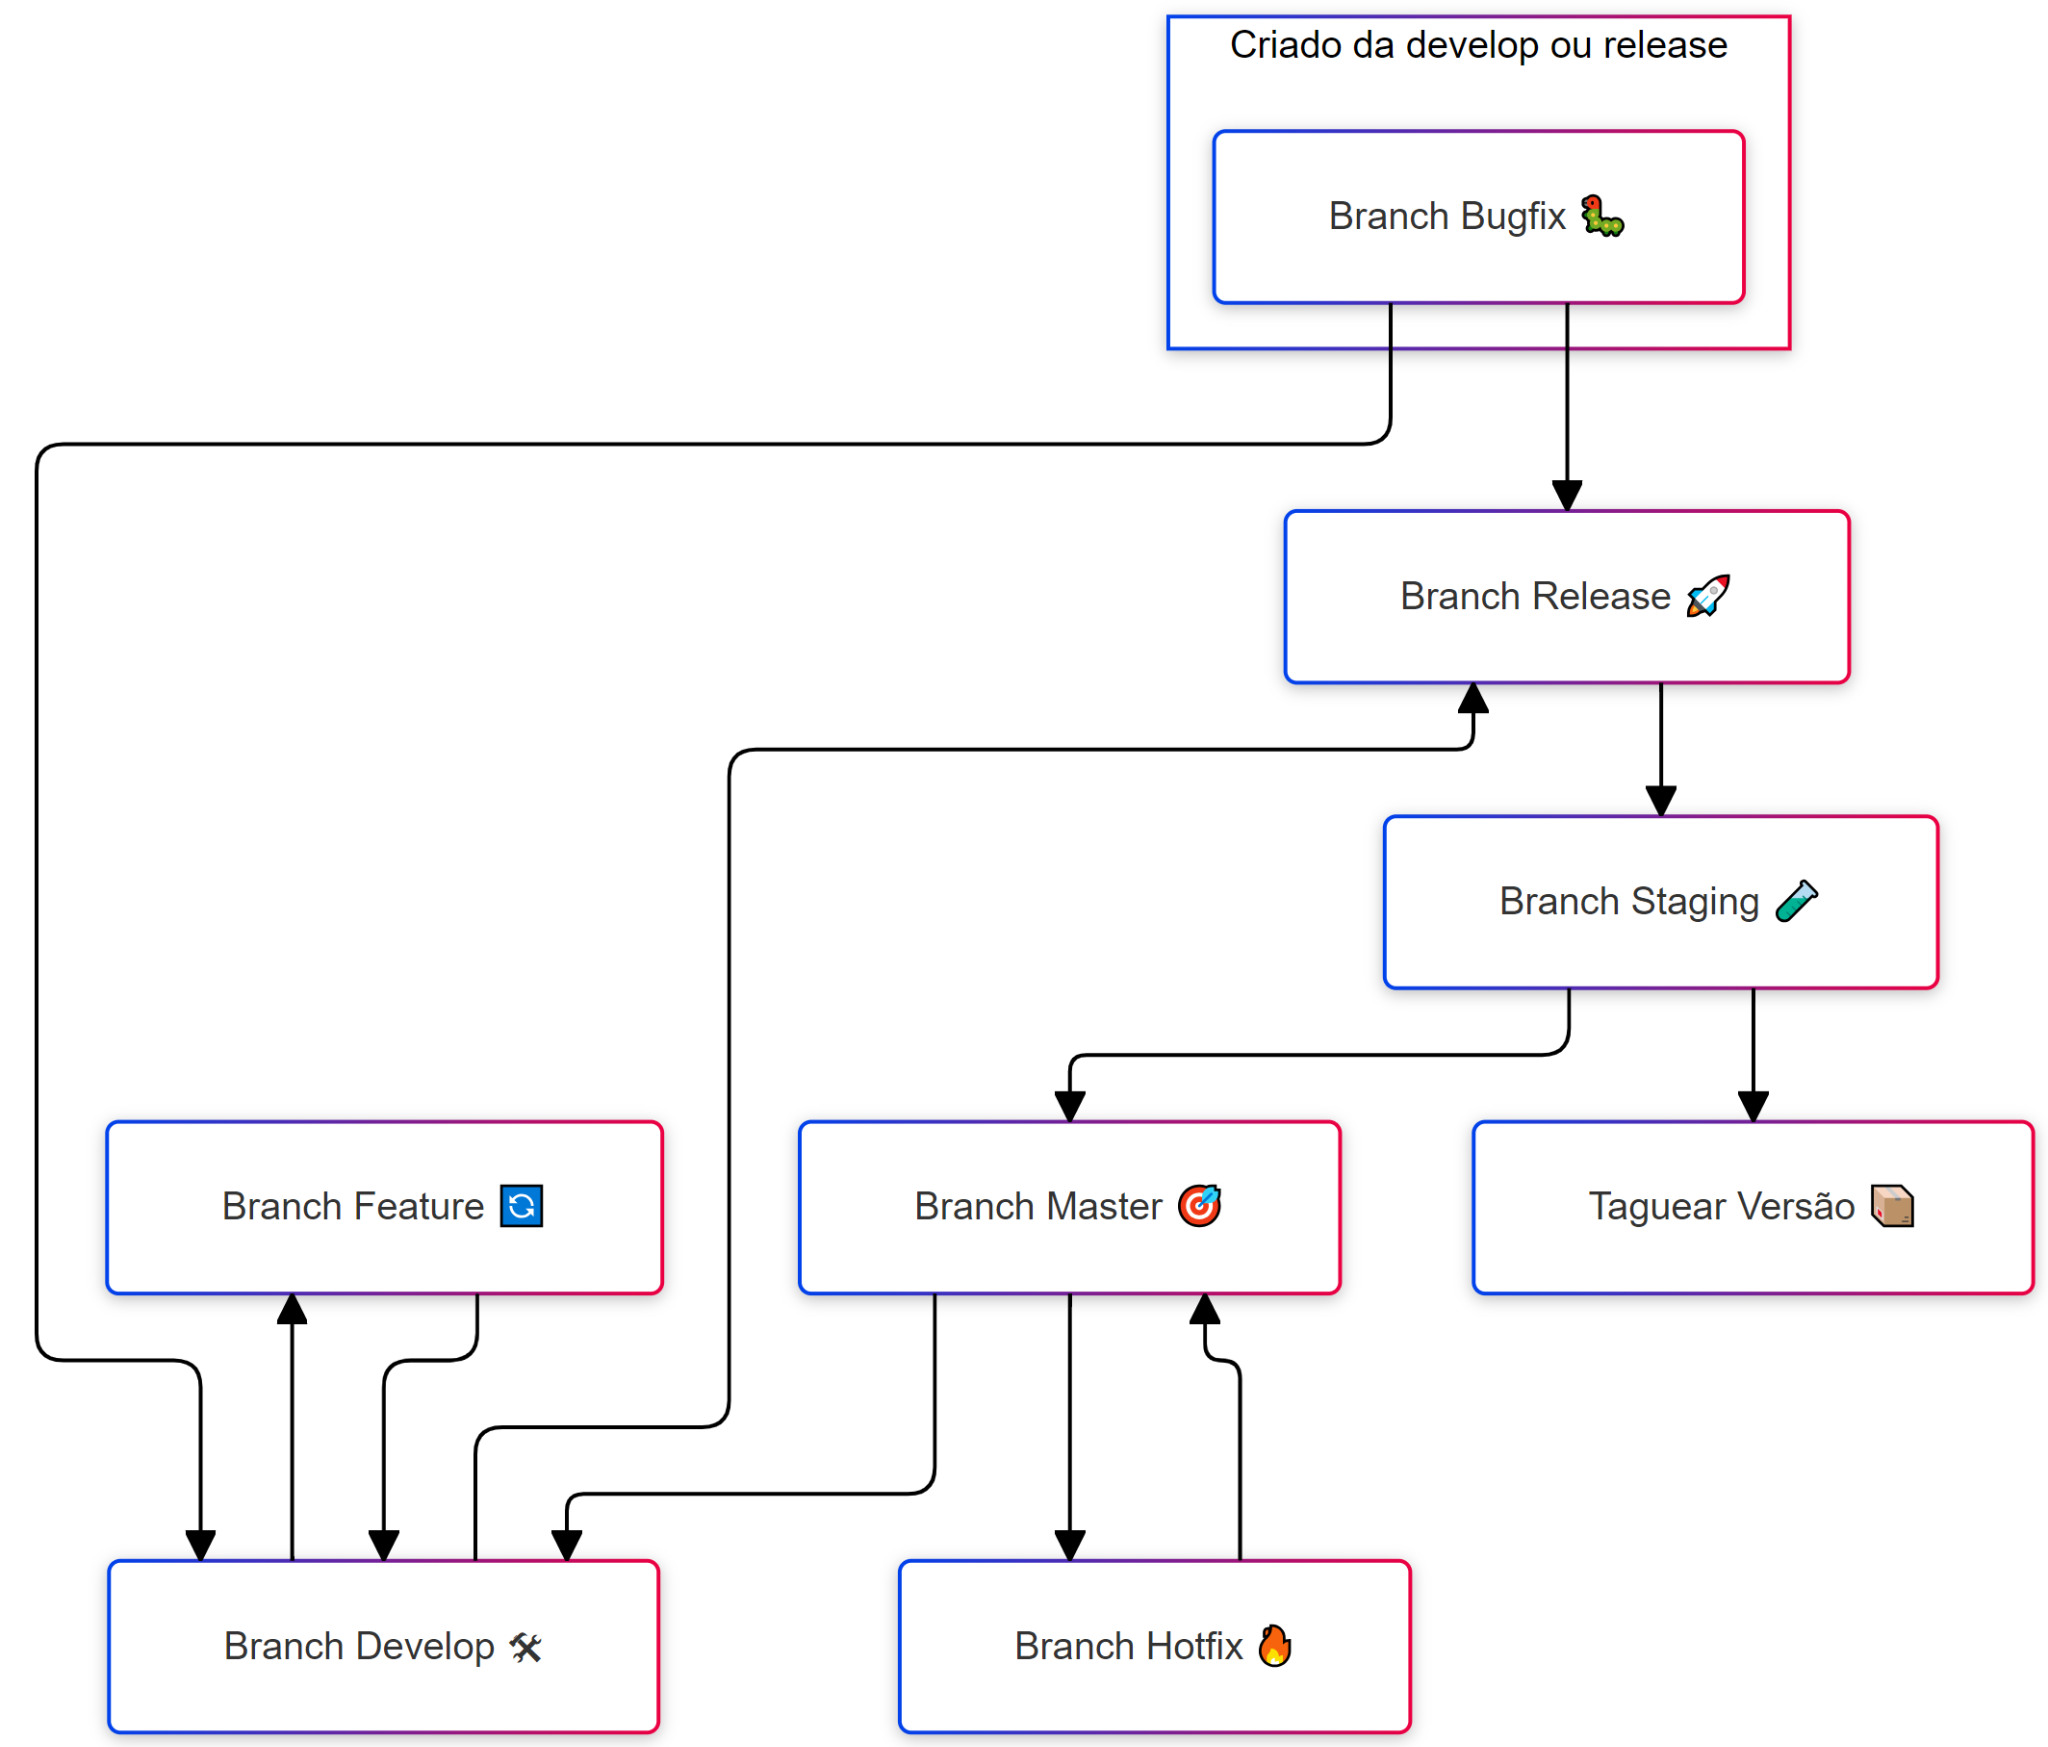 Criado da develop ou release
Branch Bugfix 🐛
Branch Release 🚀
Branch Staging 🧪
Branch Feature 🔄
Branch Master 🎯
Taguear Versão 📦
Branch Develop 🛠
Branch Hotfix 🔥